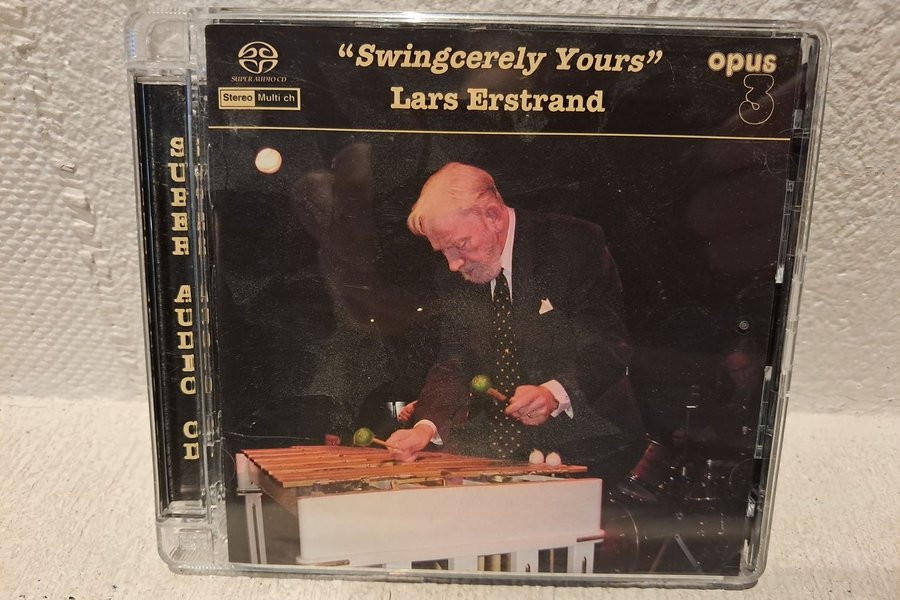 SUPER AUDIO CD
Stereo Multi ch
“Swingcerely Yours”
Lars Erstrand
opus
3
SUPER AUDIO CD